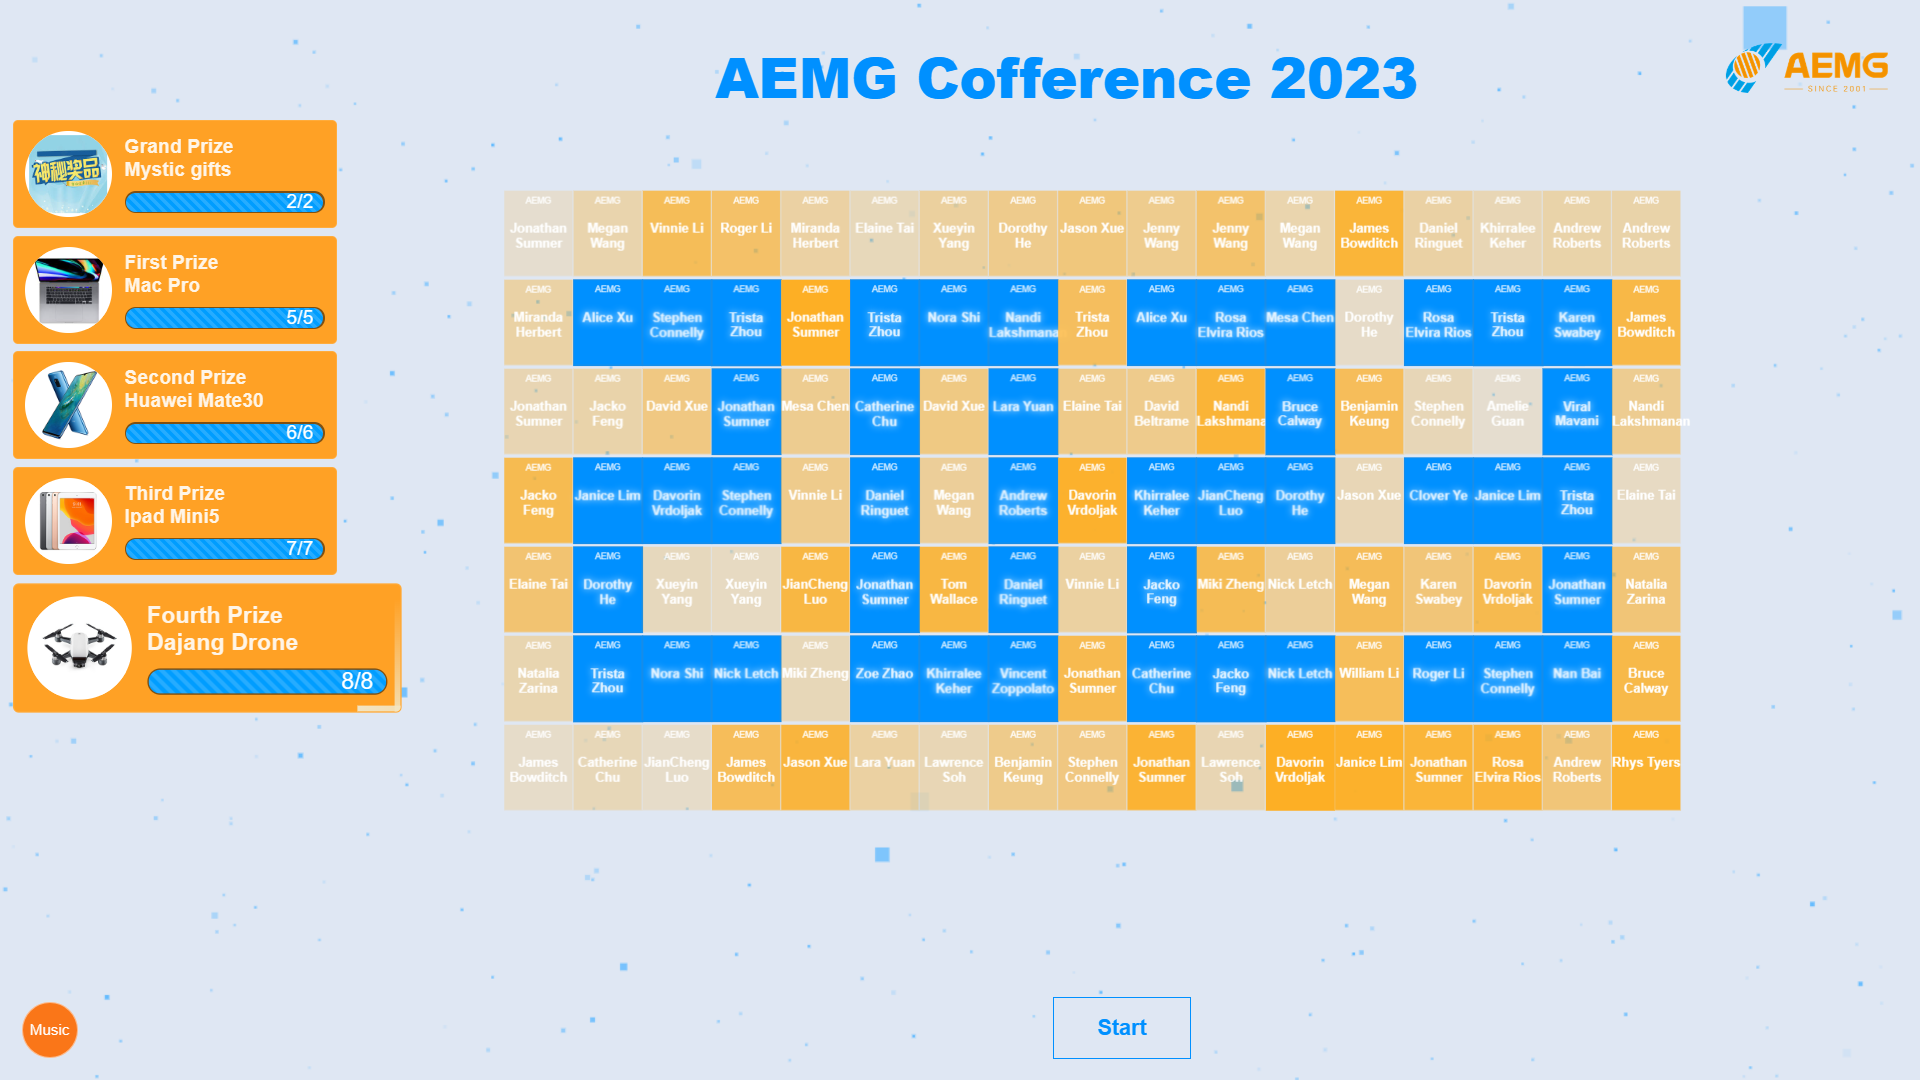 AEMG Cofference 2023
AEMG
SINCE 2001
Grand Prize
Mystic gifts
神秘奖品
2/2
First Prize
Mac Pro
5/5
Second Prize
Huawei Mate30
6/6
Third Prize
Ipad Mini5
7/7
Fourth Prize
Dajang Drone
8/8
AEMG AEMG AEMG AEMG AEMG AEMG AEMG AEMG AEMG AEMG AEMG AEMG AEMG AEMG AEMG AEMG AEMG
Jonathan Megan Vinnie Li Roger Li Miranda Elaine Tai Xueyin Dorothy Jason Xue Jenny Jenny Megan James Daniel Khirralee Andrew Andrew
Sumner Wang Herbert Yang He Wang Wang Wang Bowditch Ringuet Keher Roberts Roberts
AEMG AEMG AEMG AEMG AEMG AEMG AEMG AEMG AEMG AEMG AEMG AEMG AEMG AEMG AEMG AEMG AEMG
Miranda Alice Xu Stephen Trista Jonathan Trista Nora Shi Nandi Trista Alice Xu Rosa Mesa Chen Dorothy Rosa Trista Karen James
Herbert Connelly Zhou Sumner Zhou Lakshmana Zhou Elvira Rios He Elvira Rios Zhou Swabey Bowditch
AEMG AEMG AEMG AEMG AEMG AEMG AEMG AEMG AEMG AEMG AEMG AEMG AEMG AEMG AEMG AEMG AEMG
Jonathan Jacko David Xue Jonathan Mesa Chen Catherine David Xue Lara Yuan Elaine Tai David Nandi Bruce Benjamin Stephen Amelie Viral Nandi
Sumner Feng Sumner Chu Beltrame Lakshmana Calway Keung Connelly Guan Mavani Lakshmanan
AEMG AEMG AEMG AEMG AEMG AEMG AEMG AEMG AEMG AEMG AEMG AEMG AEMG AEMG AEMG AEMG AEMG
Jacko Janice Lim Davorin Stephen Vinnie Li Daniel Megan Andrew Davorin Khirralee JianCheng Dorothy Jason Xue Clover Ye Janice Lim Trista Elaine Tai
Feng Vrdoljak Connelly Ringuet Wang Roberts Vrdoljak Keher Luo He Zhou
AEMG AEMG AEMG AEMG AEMG AEMG AEMG AEMG AEMG AEMG AEMG AEMG AEMG AEMG AEMG AEMG AEMG
Elaine Tai Dorothy Xueyin Xueyin JianCheng Jonathan Tom Daniel Vinnie Li Jacko Miki Zheng Nick Letch Megan Karen Davorin Jonathan Natalia
He Yang Yang Luo Sumner Wallace Ringuet Feng Wang Swabey Vrdoljak Sumner Zarina
AEMG AEMG AEMG AEMG AEMG AEMG AEMG AEMG AEMG AEMG AEMG AEMG AEMG AEMG AEMG AEMG AEMG
Natalia Trista Nora Shi Nick Letch Miki Zheng Zoe Zhao Khirralee Vincent Jonathan Catherine Jacko Nick Letch William Li Roger Li Stephen Nan Bai Bruce
Zarina Zhou Keher Zoppolato Sumner Chu Feng Connelly Calway
AEMG AEMG AEMG AEMG AEMG AEMG AEMG AEMG AEMG AEMG AEMG AEMG AEMG AEMG AEMG AEMG AEMG
James Catherine JianCheng James Jason Xue Lara Yuan Lawrence Benjamin Stephen Jonathan Lawrence Davorin Janice Lim Jonathan Rosa Andrew Rhys Tyers
Bowditch Chu Luo Bowditch Soh Keung Connelly Sumner Soh Vrdoljak Sumner Elvira Rios Roberts
Music
Start